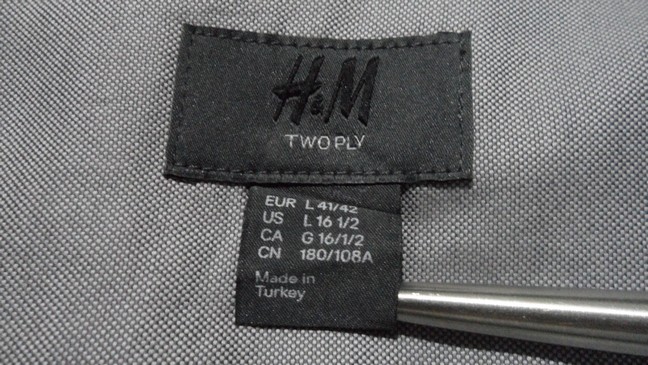 H&M
TWO PLY
EUR L 41/42
US L 16 1/2
CA G 16/1/2
CN 180/108A
Made in
Turkey